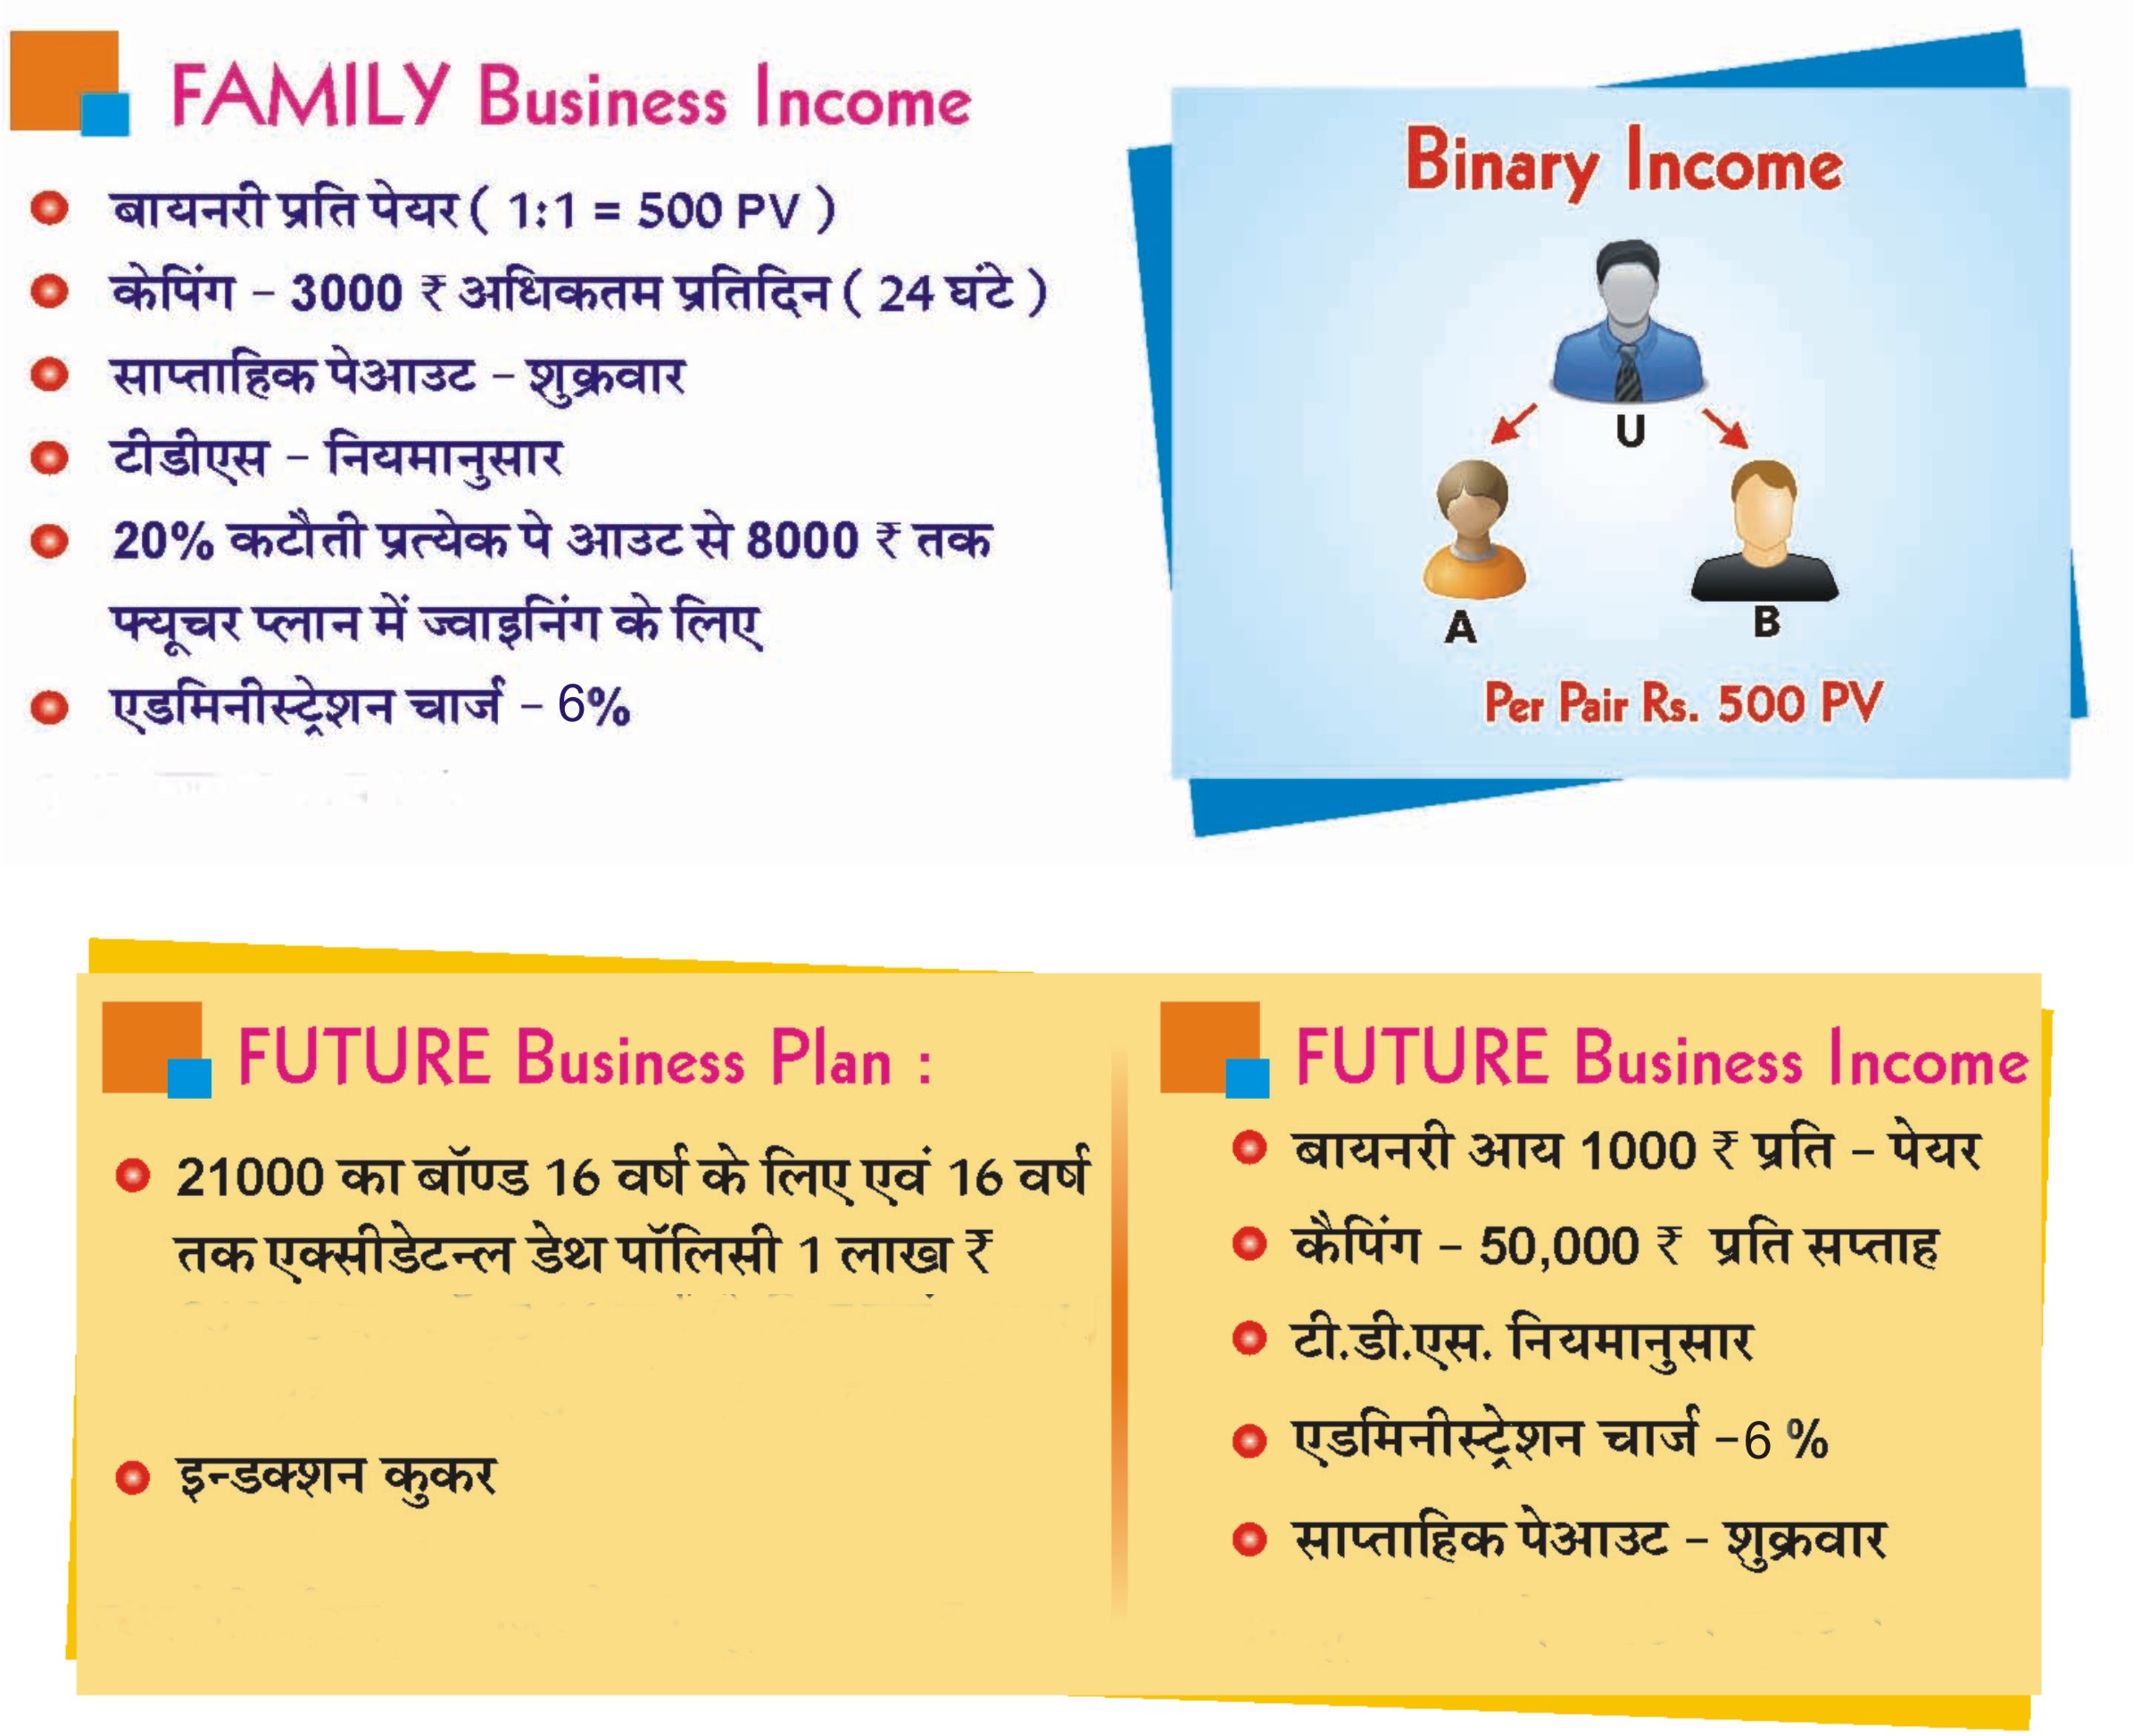 FAMILY Business Income
बायनरी प्रति पेयर ( 1:1 = 500 PV )
केपिंग – 3000 ₹ अधिकतम प्रतिदिन ( 24 घंटे )
साप्ताहिक पेआउट – शुक्रवार
टीडीएस – नियमानुसार
20% कटौती प्रत्येक पे आउट से 8000 ₹ तक
फ्यूचर प्लान में ज्वाइनिंग के लिए
एडमिनीस्ट्रेशन चार्ज – 6%
Binary Income
U
A
B
Per Pair Rs. 500 PV
FUTURE Business Plan :
21000 का बॉण्ड 16 वर्ष के लिए एवं 16 वर्ष
तक एक्सीडेटन्ल डेथ पॉलिसी 1 लाख ₹
इन्डक्शन कुकर
FUTURE Business Income
बायनरी आय 1000 ₹ प्रति – पेयर
कैपिंग – 50,000 ₹ प्रति सप्ताह
टी.डी.एस. नियमानुसार
एडमिनीस्ट्रेशन चार्ज –6 %
साप्ताहिक पेआउट – शुक्रवार